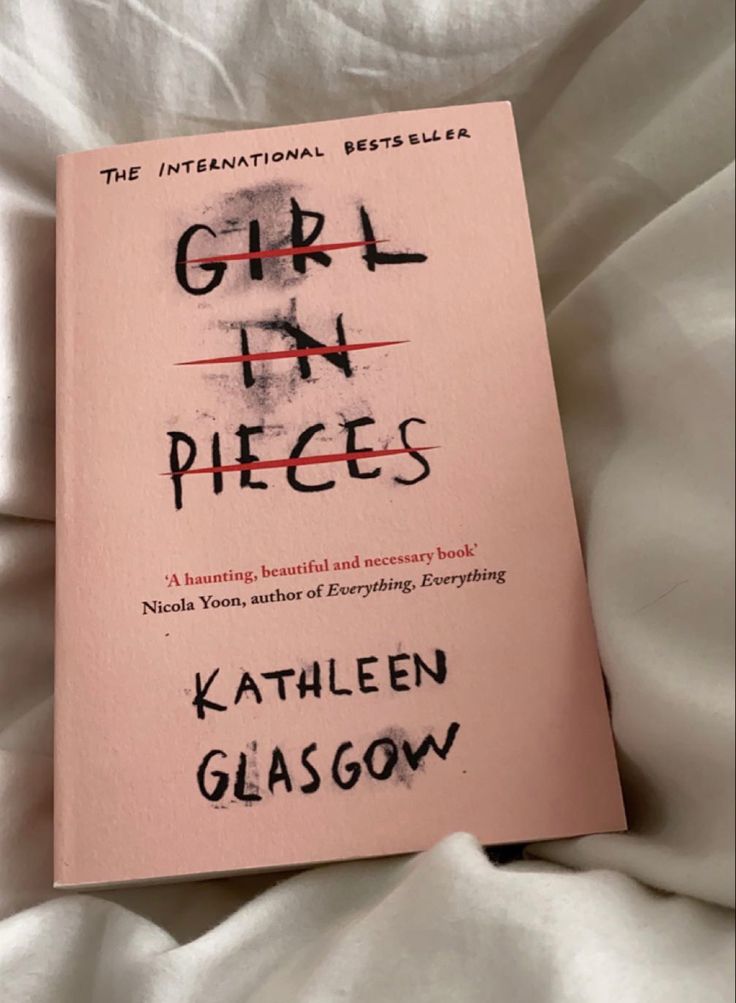 THE INTERNATIONAL BESTSELLER
GIRL
IN
PIECES
‘A haunting, beautiful and necessary book’
Nicola Yoon, author of Everything, Everything
KATHLEEN
GLASGOW